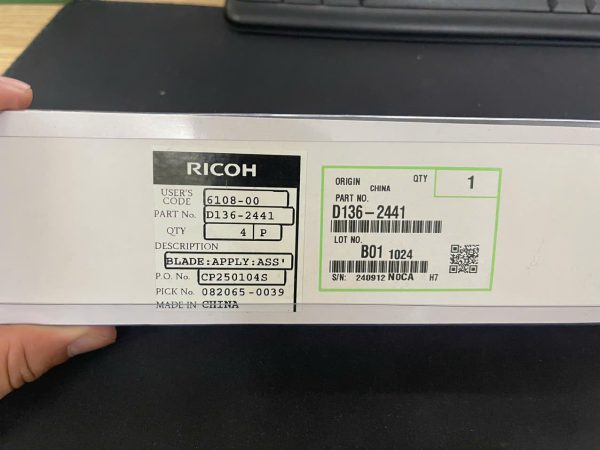 RICOH
USER'S CODE 6108-00
PART No. D136-2441
QTY 4 P
DESCRIPTION
BLADE:APPLY:ASS'
P.O. No. CP250104S
PICK No. 082065-0039
MADE IN CHINA
ORIGIN CHINA QTY 1
PART NO.
D136-2441
LOT NO.
B01 1024
S/N: 240912 N0CA H7